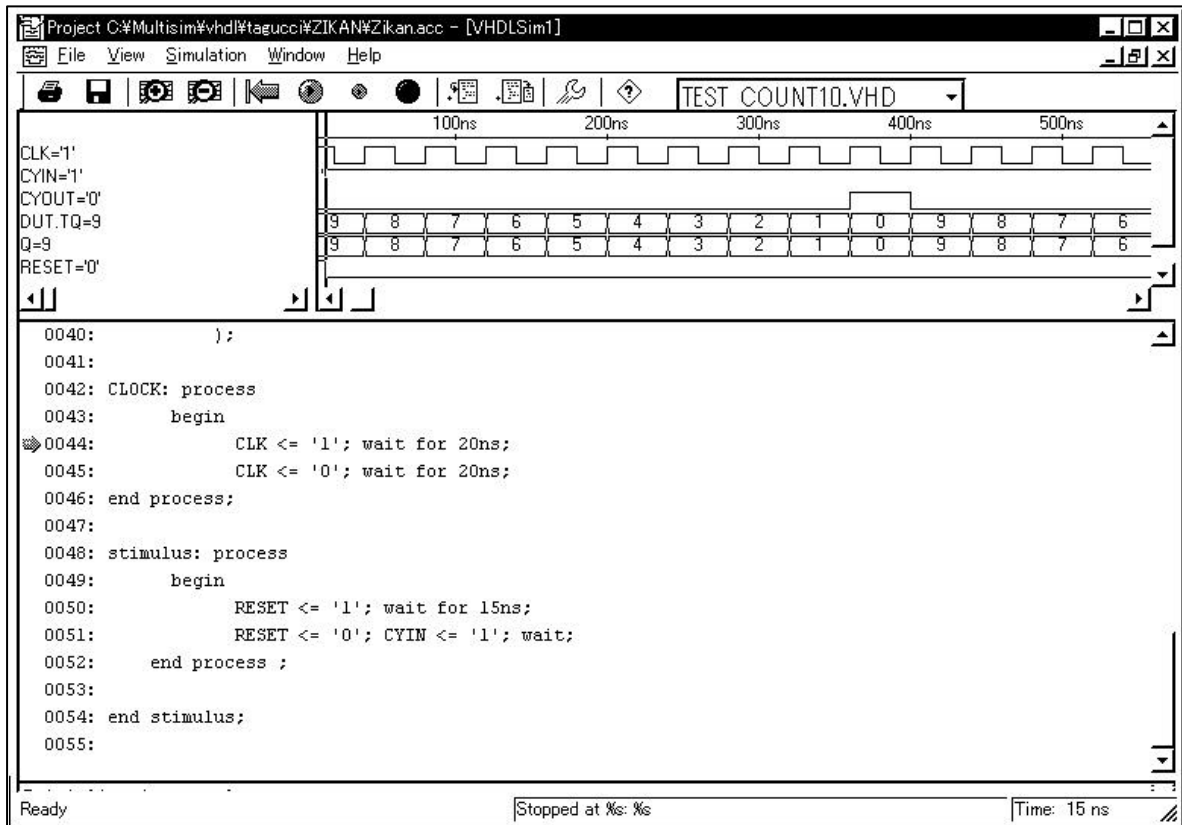 Project C:¥Multisim¥vhdl¥tagucci¥ZIKAN¥Zikan.acc - [VHDLSim1]
File View Simulation Window Help
TEST COUNT10.VHD
100ns 200ns 300ns 400ns 500ns
CLK='1'
CYIN='1'
CYOUT='0'
DUT.TQ=9 9 8 7 6 5 4 3 2 1 0 9 8 7 6
Q=9 9 8 7 6 5 4 3 2 1 0 9 8 7 6
RESET='0'
0040: );
0041:
0042: CLOCK: process
0043: begin
0044: CLK <= '1'; wait for 20ns;
0045: CLK <= '0'; wait for 20ns;
0046: end process;
0047:
0048: stimulus: process
0049: begin
0050: RESET <= '1'; wait for 15ns;
0051: RESET <= '0'; CYIN <= '1'; wait;
0052: end process ;
0053:
0054: end stimulus;
0055:
Ready Stopped at %s: %s Time: 15 ns